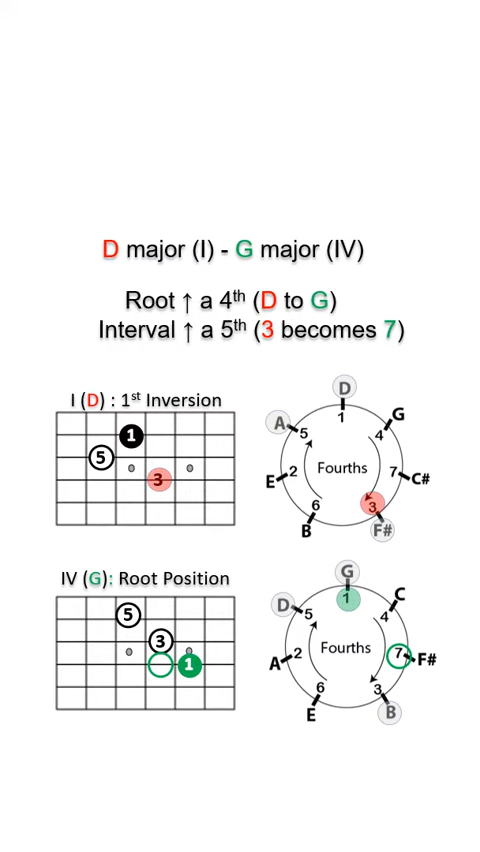 D major (I) - G major (IV)
Root ↑ a 4th (D to G)
Interval ↑ a 5th (3 becomes 7)
I (D) : 1st Inversion
1
5
3
D
1
A
5
G
4
E
2
Fourths
7
C#
6
B
3
F#
IV (G): Root Position
5
3
1
G
1
D
5
C
4
A
2
Fourths
7
F#
6
E
3
B